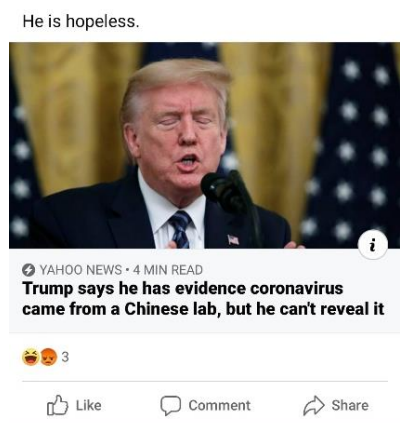 He is hopeless.
i
YAHOO NEWS • 4 MIN READ
Trump says he has evidence coronavirus
came from a Chinese lab, but he can't reveal it
3
Like Comment Share